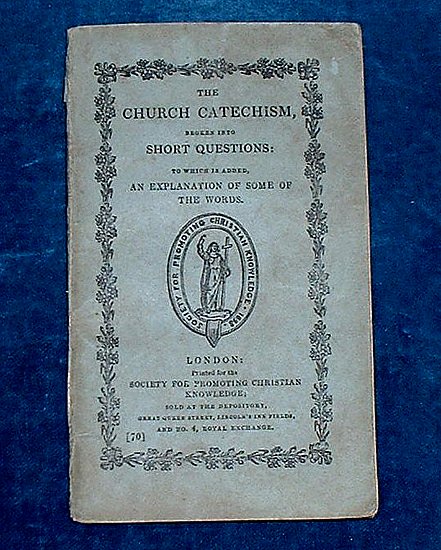 THE
CHURCH CATECHISM,
BROKEN INTO
SHORT QUESTIONS:
TO WHICH IS ADDED,
AN EXPLANATION OF SOME OF
THE WORDS.
SOCIETY FOR PROMOTING CHRISTIAN KNOWLEDGE.
LONDON:
Printed for the
SOCIETY FOR PROMOTING CHRISTIAN
KNOWLEDGE;
SOLD AT THE DEPOSITORY,
GREAT QUEEN STREET, LINCOLN'S INN FIELDS,
AND NO. 4, ROYAL EXCHANGE.
[70]